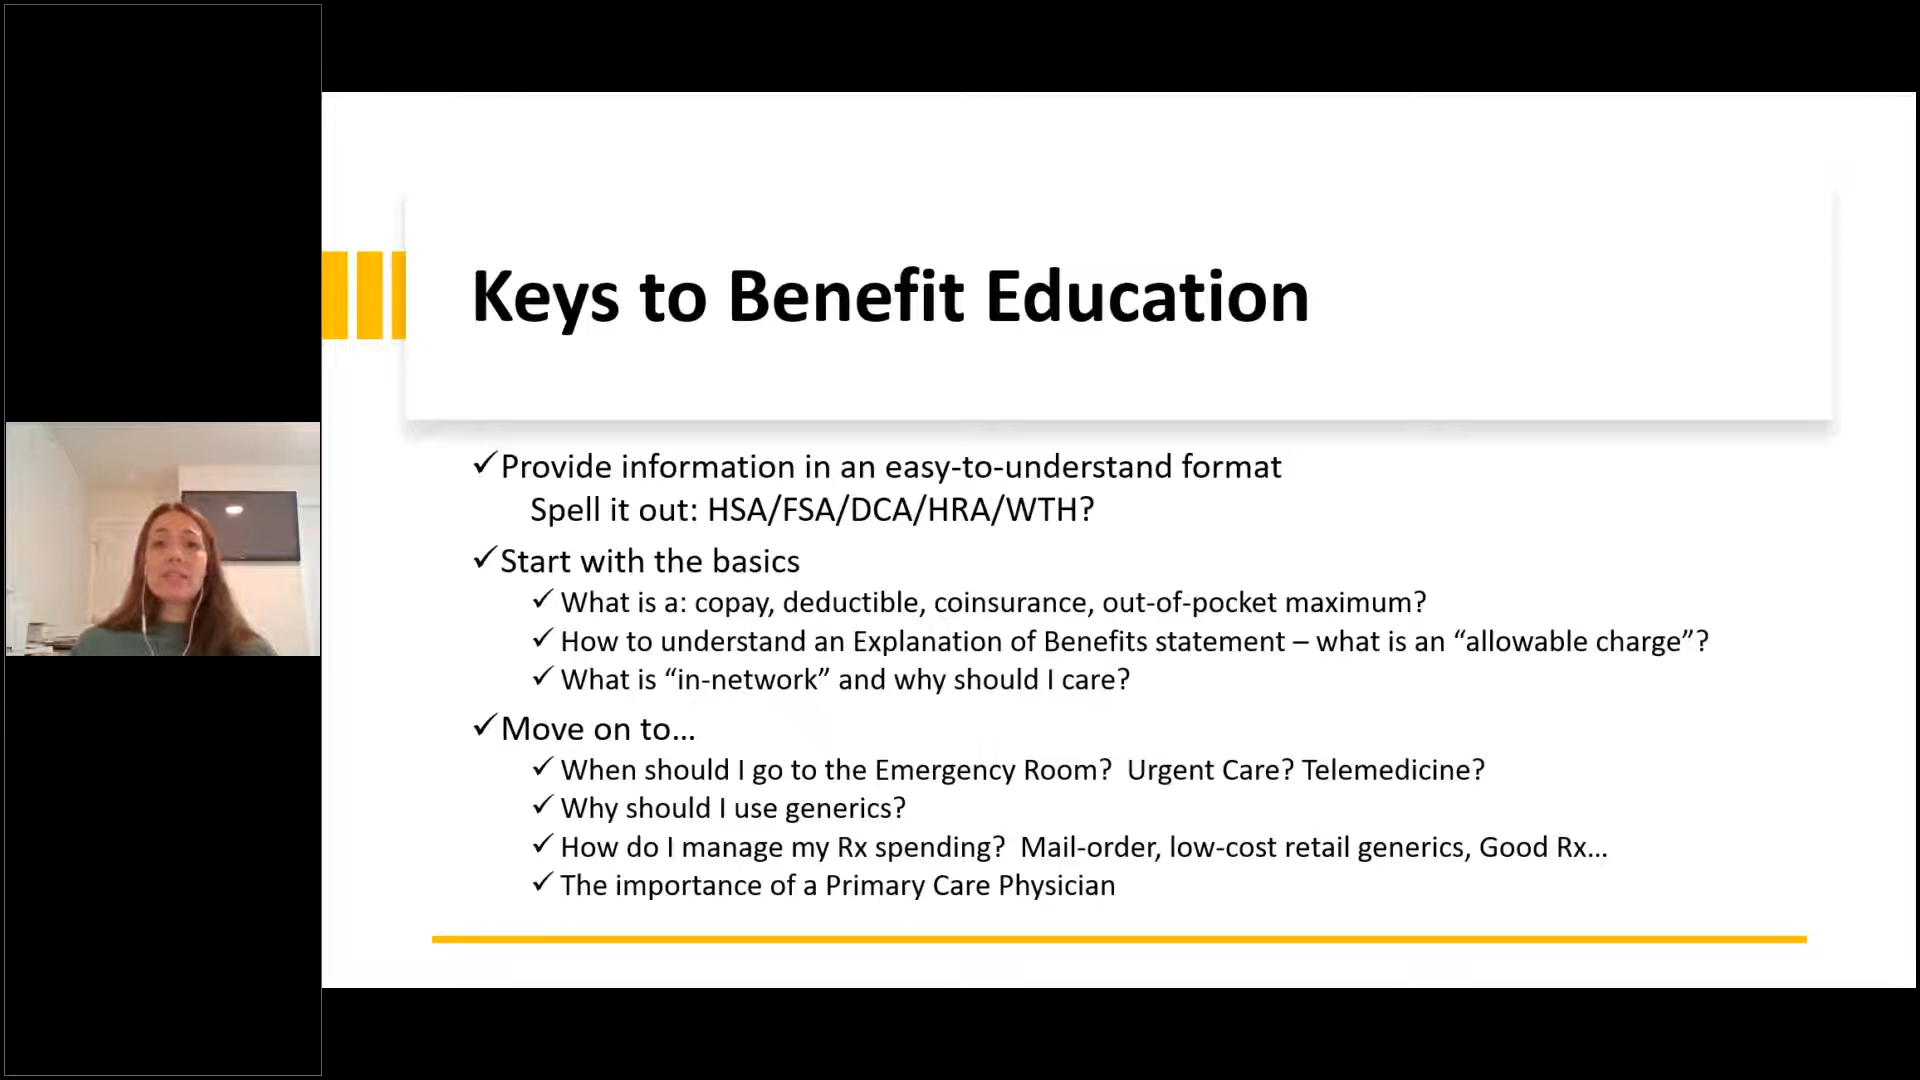 Keys to Benefit Education
✓Provide information in an easy-to-understand format
Spell it out: HSA/FSA/DCA/HRA/WTH?
✓Start with the basics
✓What is a: copay, deductible, coinsurance, out-of-pocket maximum?
✓How to understand an Explanation of Benefits statement – what is an “allowable charge”?
✓What is “in-network” and why should I care?
✓Move on to…
✓When should I go to the Emergency Room?  Urgent Care? Telemedicine?
✓Why should I use generics?
✓How do I manage my Rx spending?  Mail-order, low-cost retail generics, Good Rx…
✓The importance of a Primary Care Physician